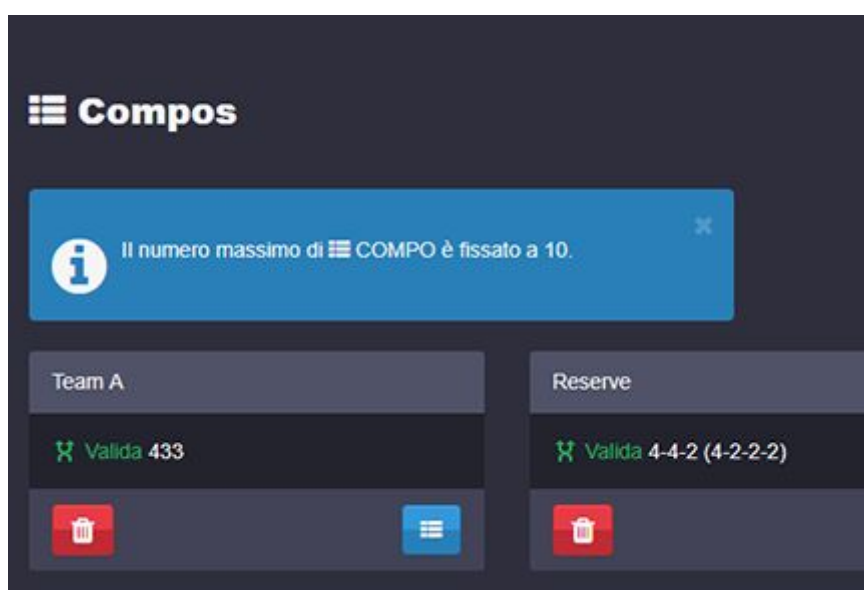 Compos
Il numero massimo di COMPO è fissato a 10.
Team A
Valida 433
Reserve
Valida 4-4-2 (4-2-2-2)